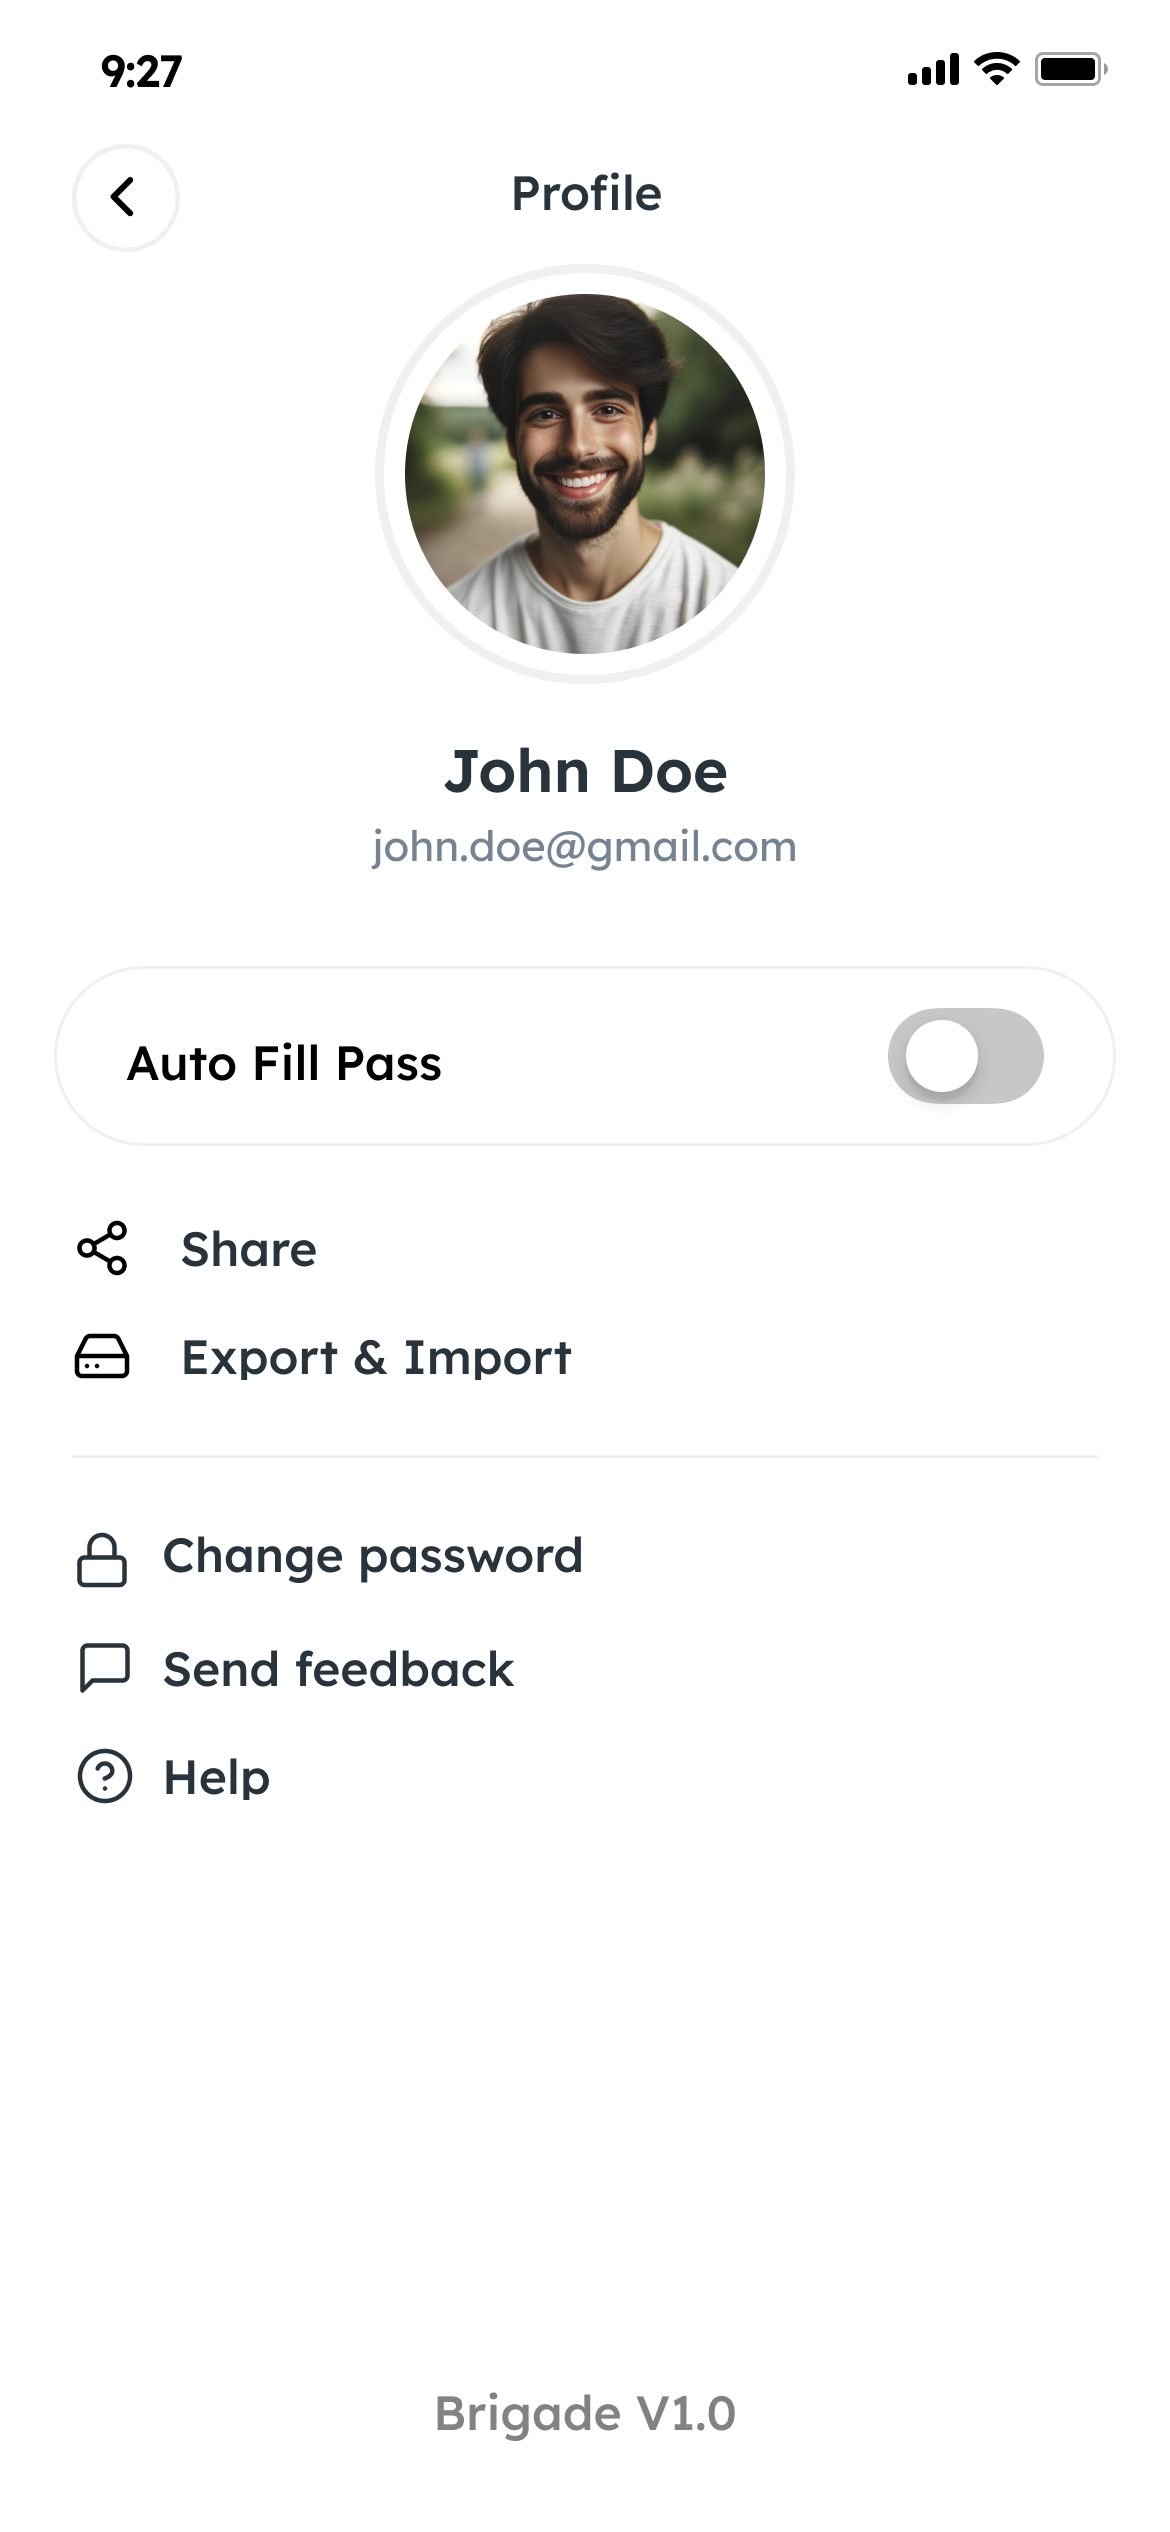 9:27
Profile
John Doe
john.doe@gmail.com
Auto Fill Pass
Share
Export & Import
Change password
Send feedback
Help
Brigade V1.0